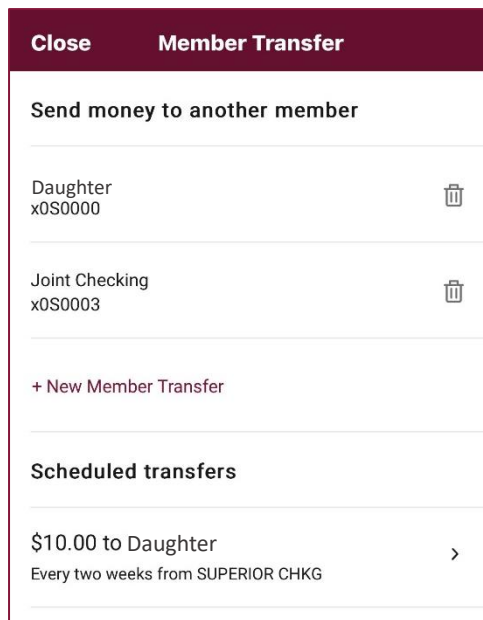 Close Member Transfer
Send money to another member
Daughter
x0S0000
Joint Checking
x0S0003
+ New Member Transfer
Scheduled transfers
$10.00 to Daughter
Every two weeks from SUPERIOR CHKG